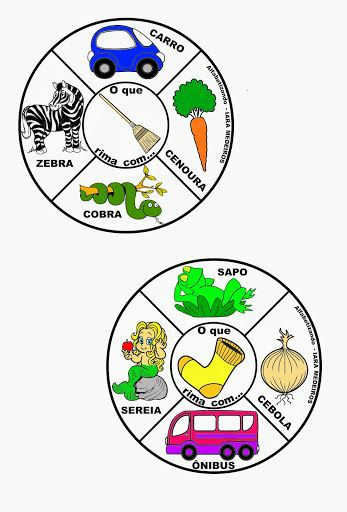 CARRO
Alfabetizando - IARA MEDEIROS
O que
rima com...
ZEBRA
CENOURA
COBRA
SAPO
Alfabetizando - IARA MEDEIROS
O que
rima com...
SEREIA
CEBOLA
ÔNIBUS